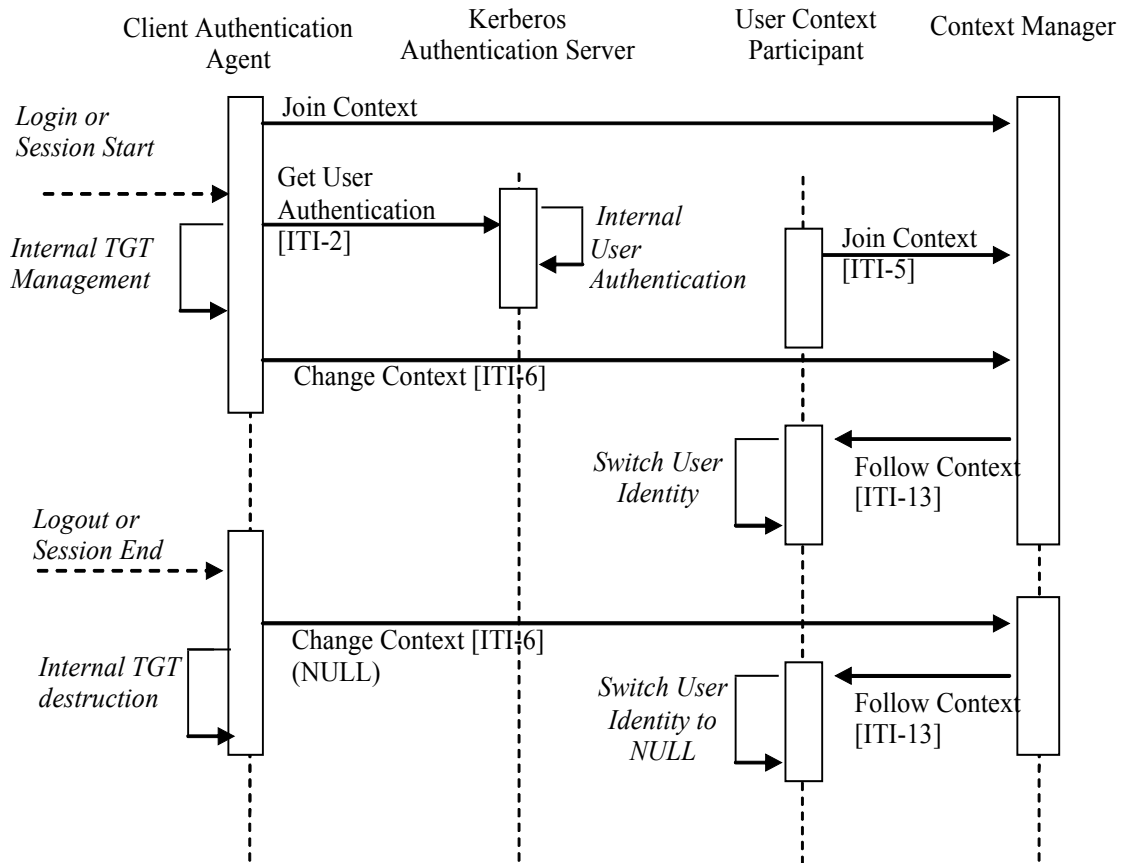 Client Authentication
Agent
Kerberos
Authentication Server
User Context
Participant
Context Manager
Login or
Session Start
Join Context
Get User
Authentication
[ITI-2]
Internal
User
Authentication
Join Context
[ITI-5]
Internal TGT
Management
Change Context [ITI-6]
Switch User
Identity
Follow Context
[ITI-13]
Logout or
Session End
Change Context [ITI-6]
(NULL)
Internal TGT
destruction
Switch User
Identity to
NULL
Follow Context
[ITI-13]